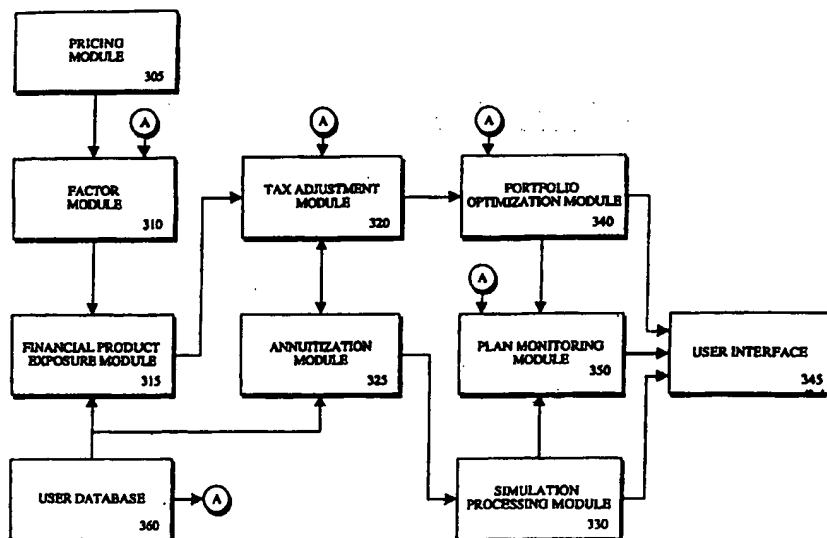 PRICING
MODULE
305
A
A
A
FACTOR
MODULE
310
TAX ADJUSTMENT
MODULE
320
PORTFOLIO
OPTIMIZATION MODULE
340
A
FINANCIAL PRODUCT
EXPOSURE MODULE
315
ANNUITIZATION
MODULE
325
PLAN MONITORING
MODULE
350
USER INTERFACE
345
USER DATABASE
360
A
SIMULATION
PROCESSING MODULE
330